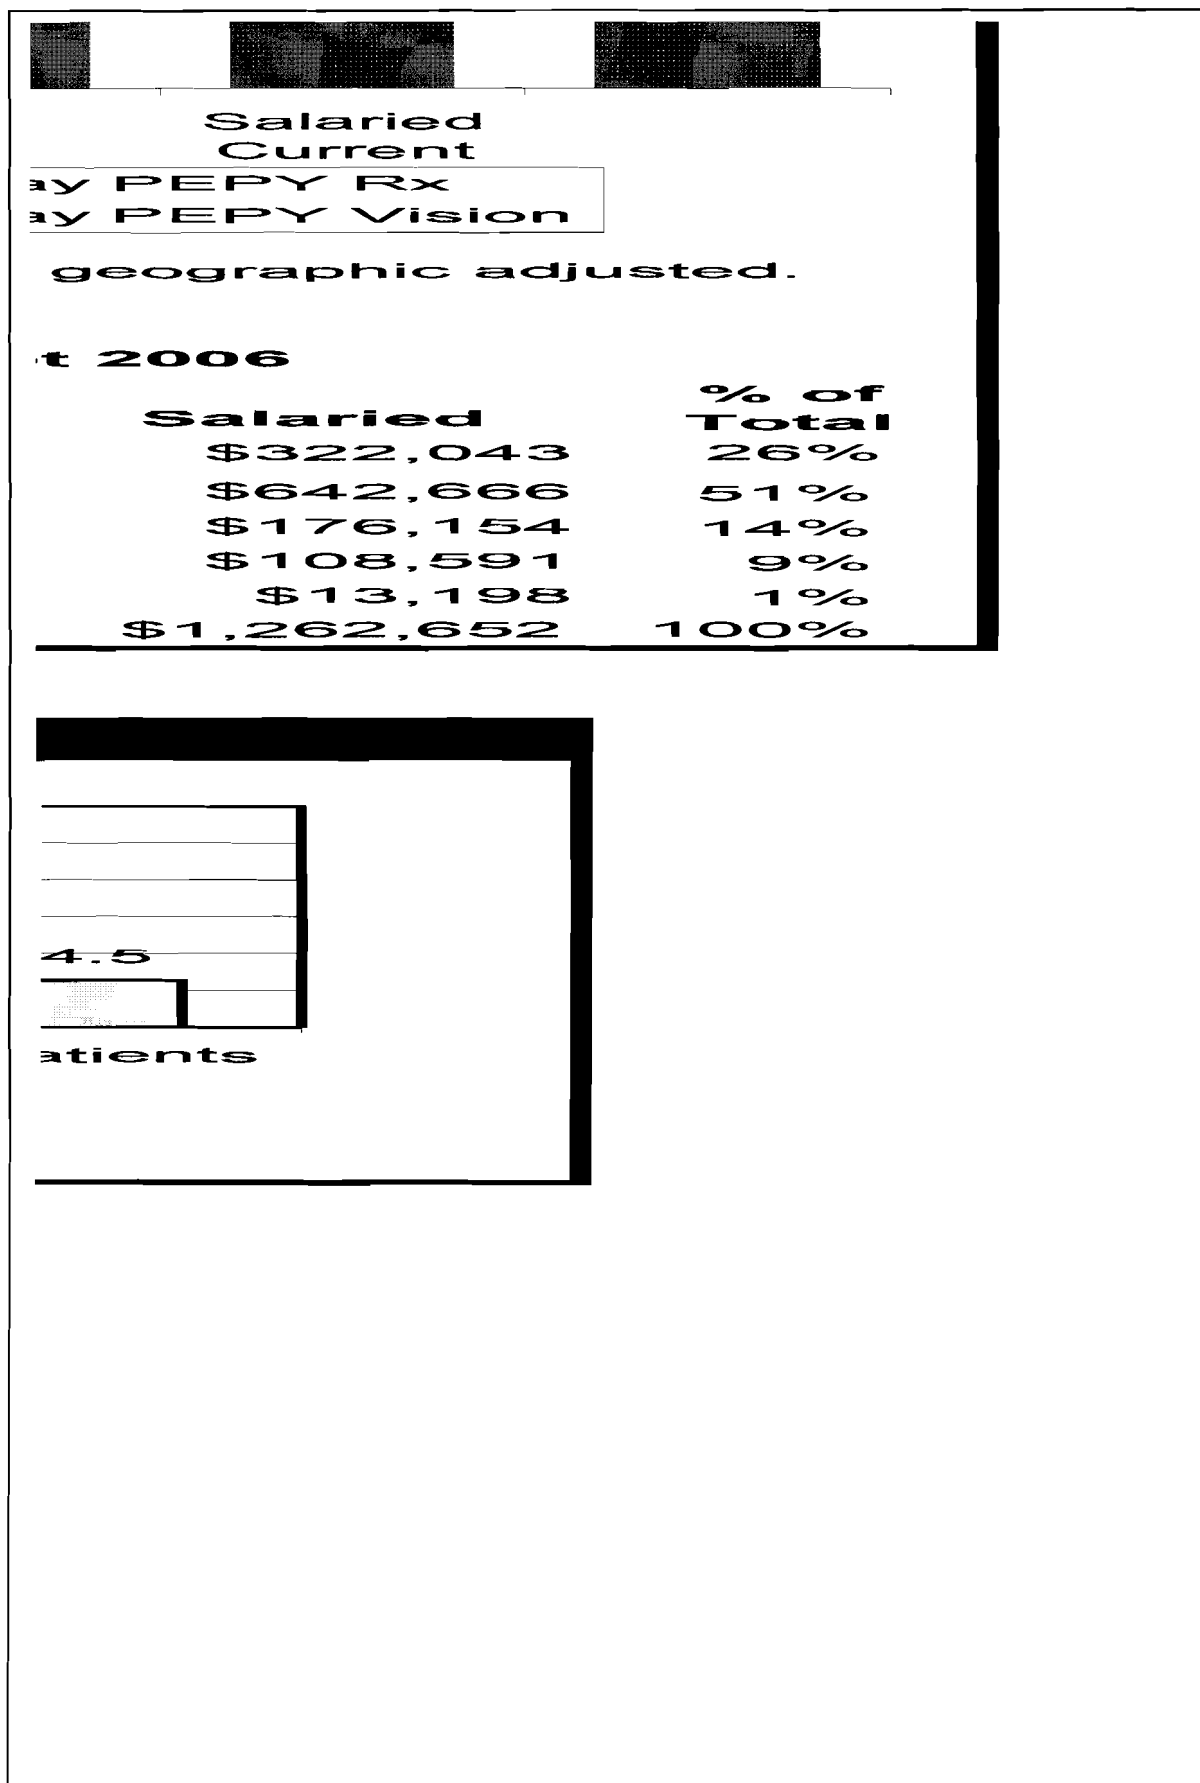 Salaried
Current
ay PEPY Rx
ay PEPY Vision
geographic adjusted.
t 2006
% of
Salaried Total
$322,043 26%
$642,666 51%
$176,154 14%
$108,591 9%
$13,198 1%
$1,262,652 100%
4.5
atients